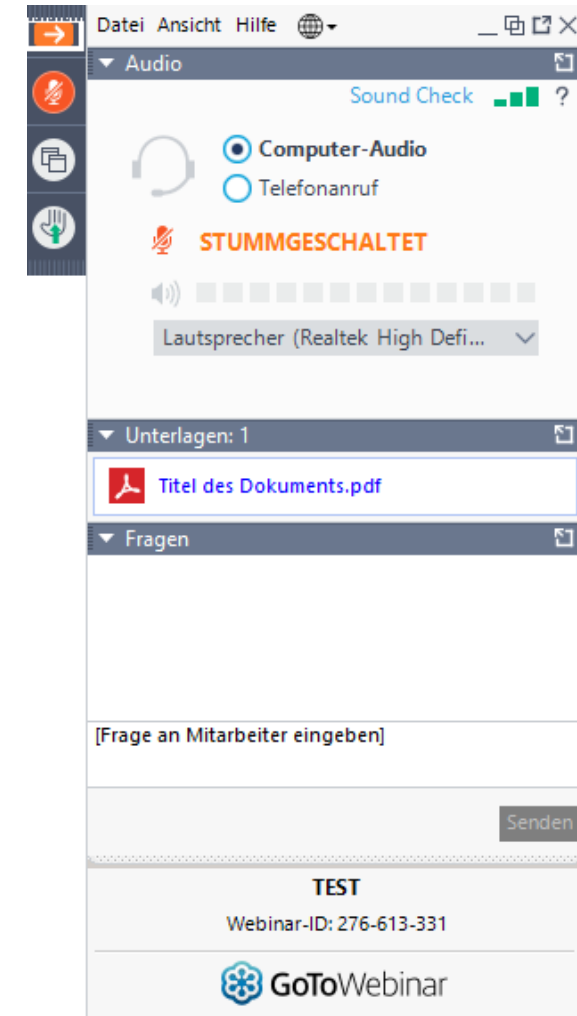 Datei Ansicht Hilfe
Audio
Sound Check ?
Computer-Audio
Telefonanruf
STUMMGESCHALTET
Lautsprecher (Realtek High Defi...
Unterlagen: 1
Titel des Dokuments.pdf
Fragen
[Frage an Mitarbeiter eingeben]
Senden
TEST
Webinar-ID: 276-613-331
GoToWebinar